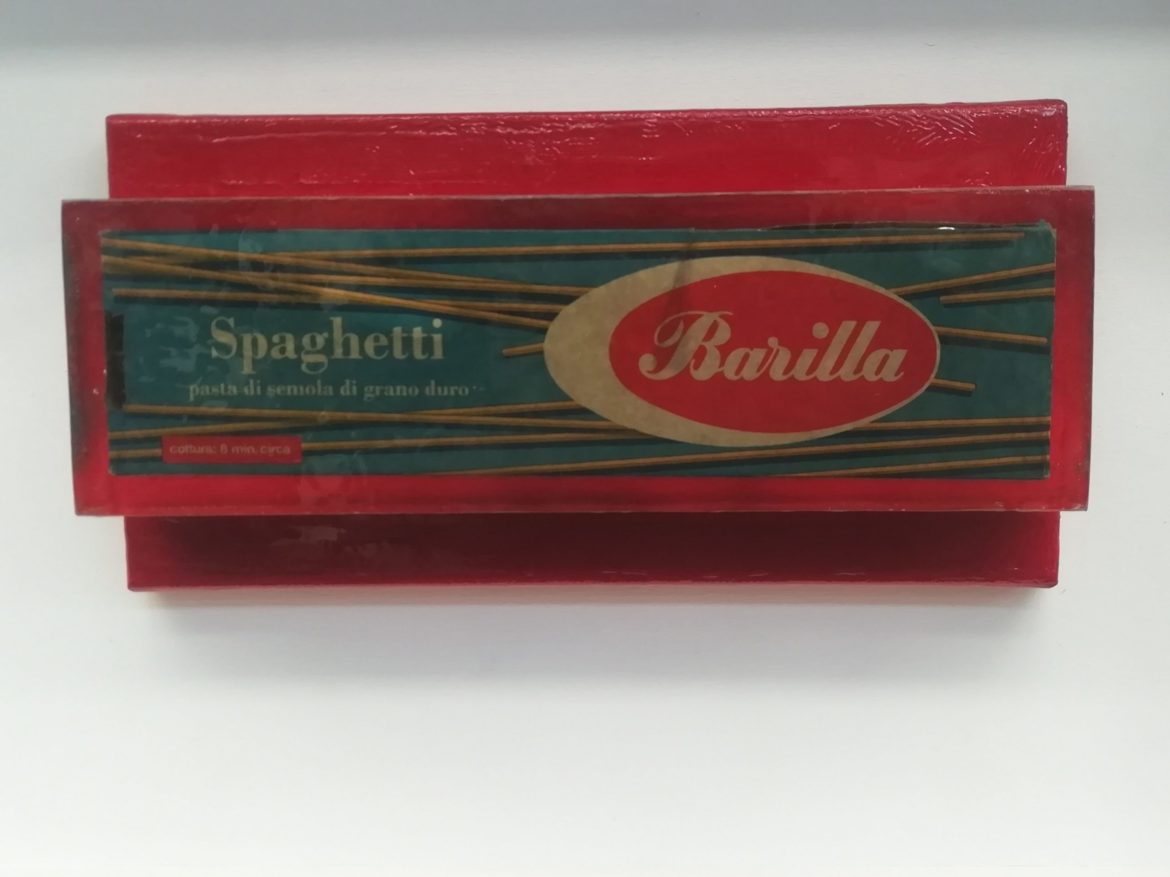 Spaghetti
pasta di semola di grano duro
cottura: 8 min. circa
Barilla